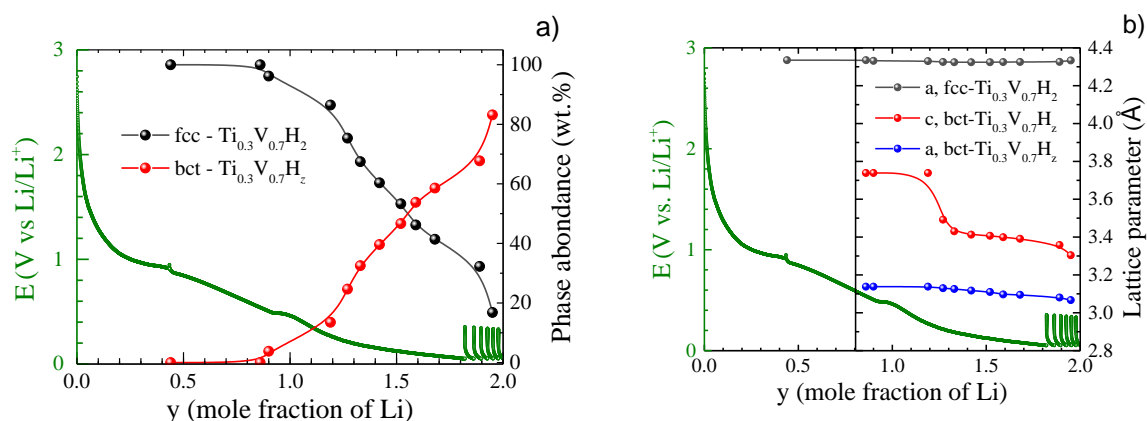 a)
3
2
1
0
E (V vs Li/Li⁺)
100
80
60
40
20
0
Phase abondance (wt.%)
fcc - Ti₀.₃V₀.₇H₂
bct - Ti₀.₃V₀.₇H_z
0.0 0.5 1.0 1.5 2.0
y (mole fraction of Li)
b)
3
2
1
0
E (V vs. Li/Li⁺)
4.4
4.2
4.0
3.8
3.6
3.4
3.2
3.0
2.8
Lattice parameter (Å)
a, fcc-Ti₀.₃V₀.₇H₂
c, bct-Ti₀.₃V₀.₇H_z
a, bct-Ti₀.₃V₀.₇H_z
0.0 0.5 1.0 1.5 2.0
y (mole fraction of Li)